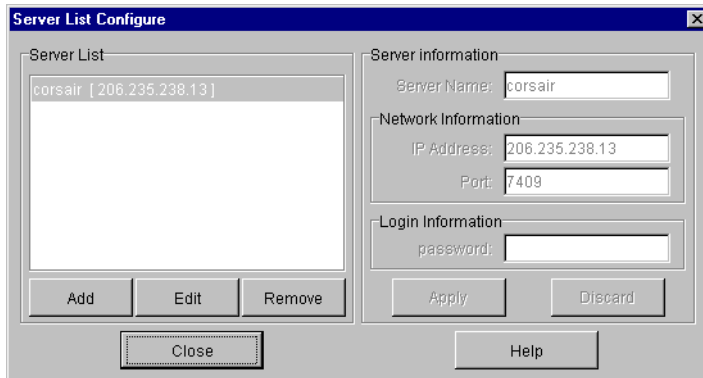 Server List Configure
Server List
corsair [206.235.238.13]
Add
Edit
Remove
Server information
Server Name: corsair
Network Information
IP Address: 206.235.238.13
Port: 7409
Login Information
password:
Apply
Discard
Close
Help